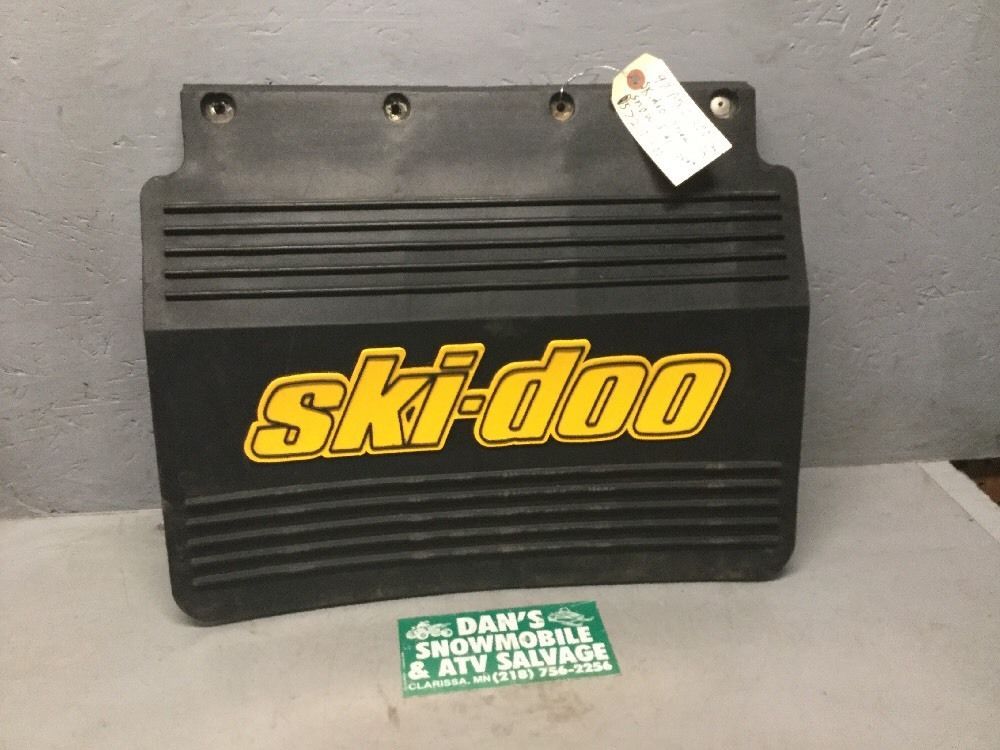 ski-doo
DAN'S
SNOWMOBILE
& ATV SALVAGE
CLARISSA, MN (218) 756-2256